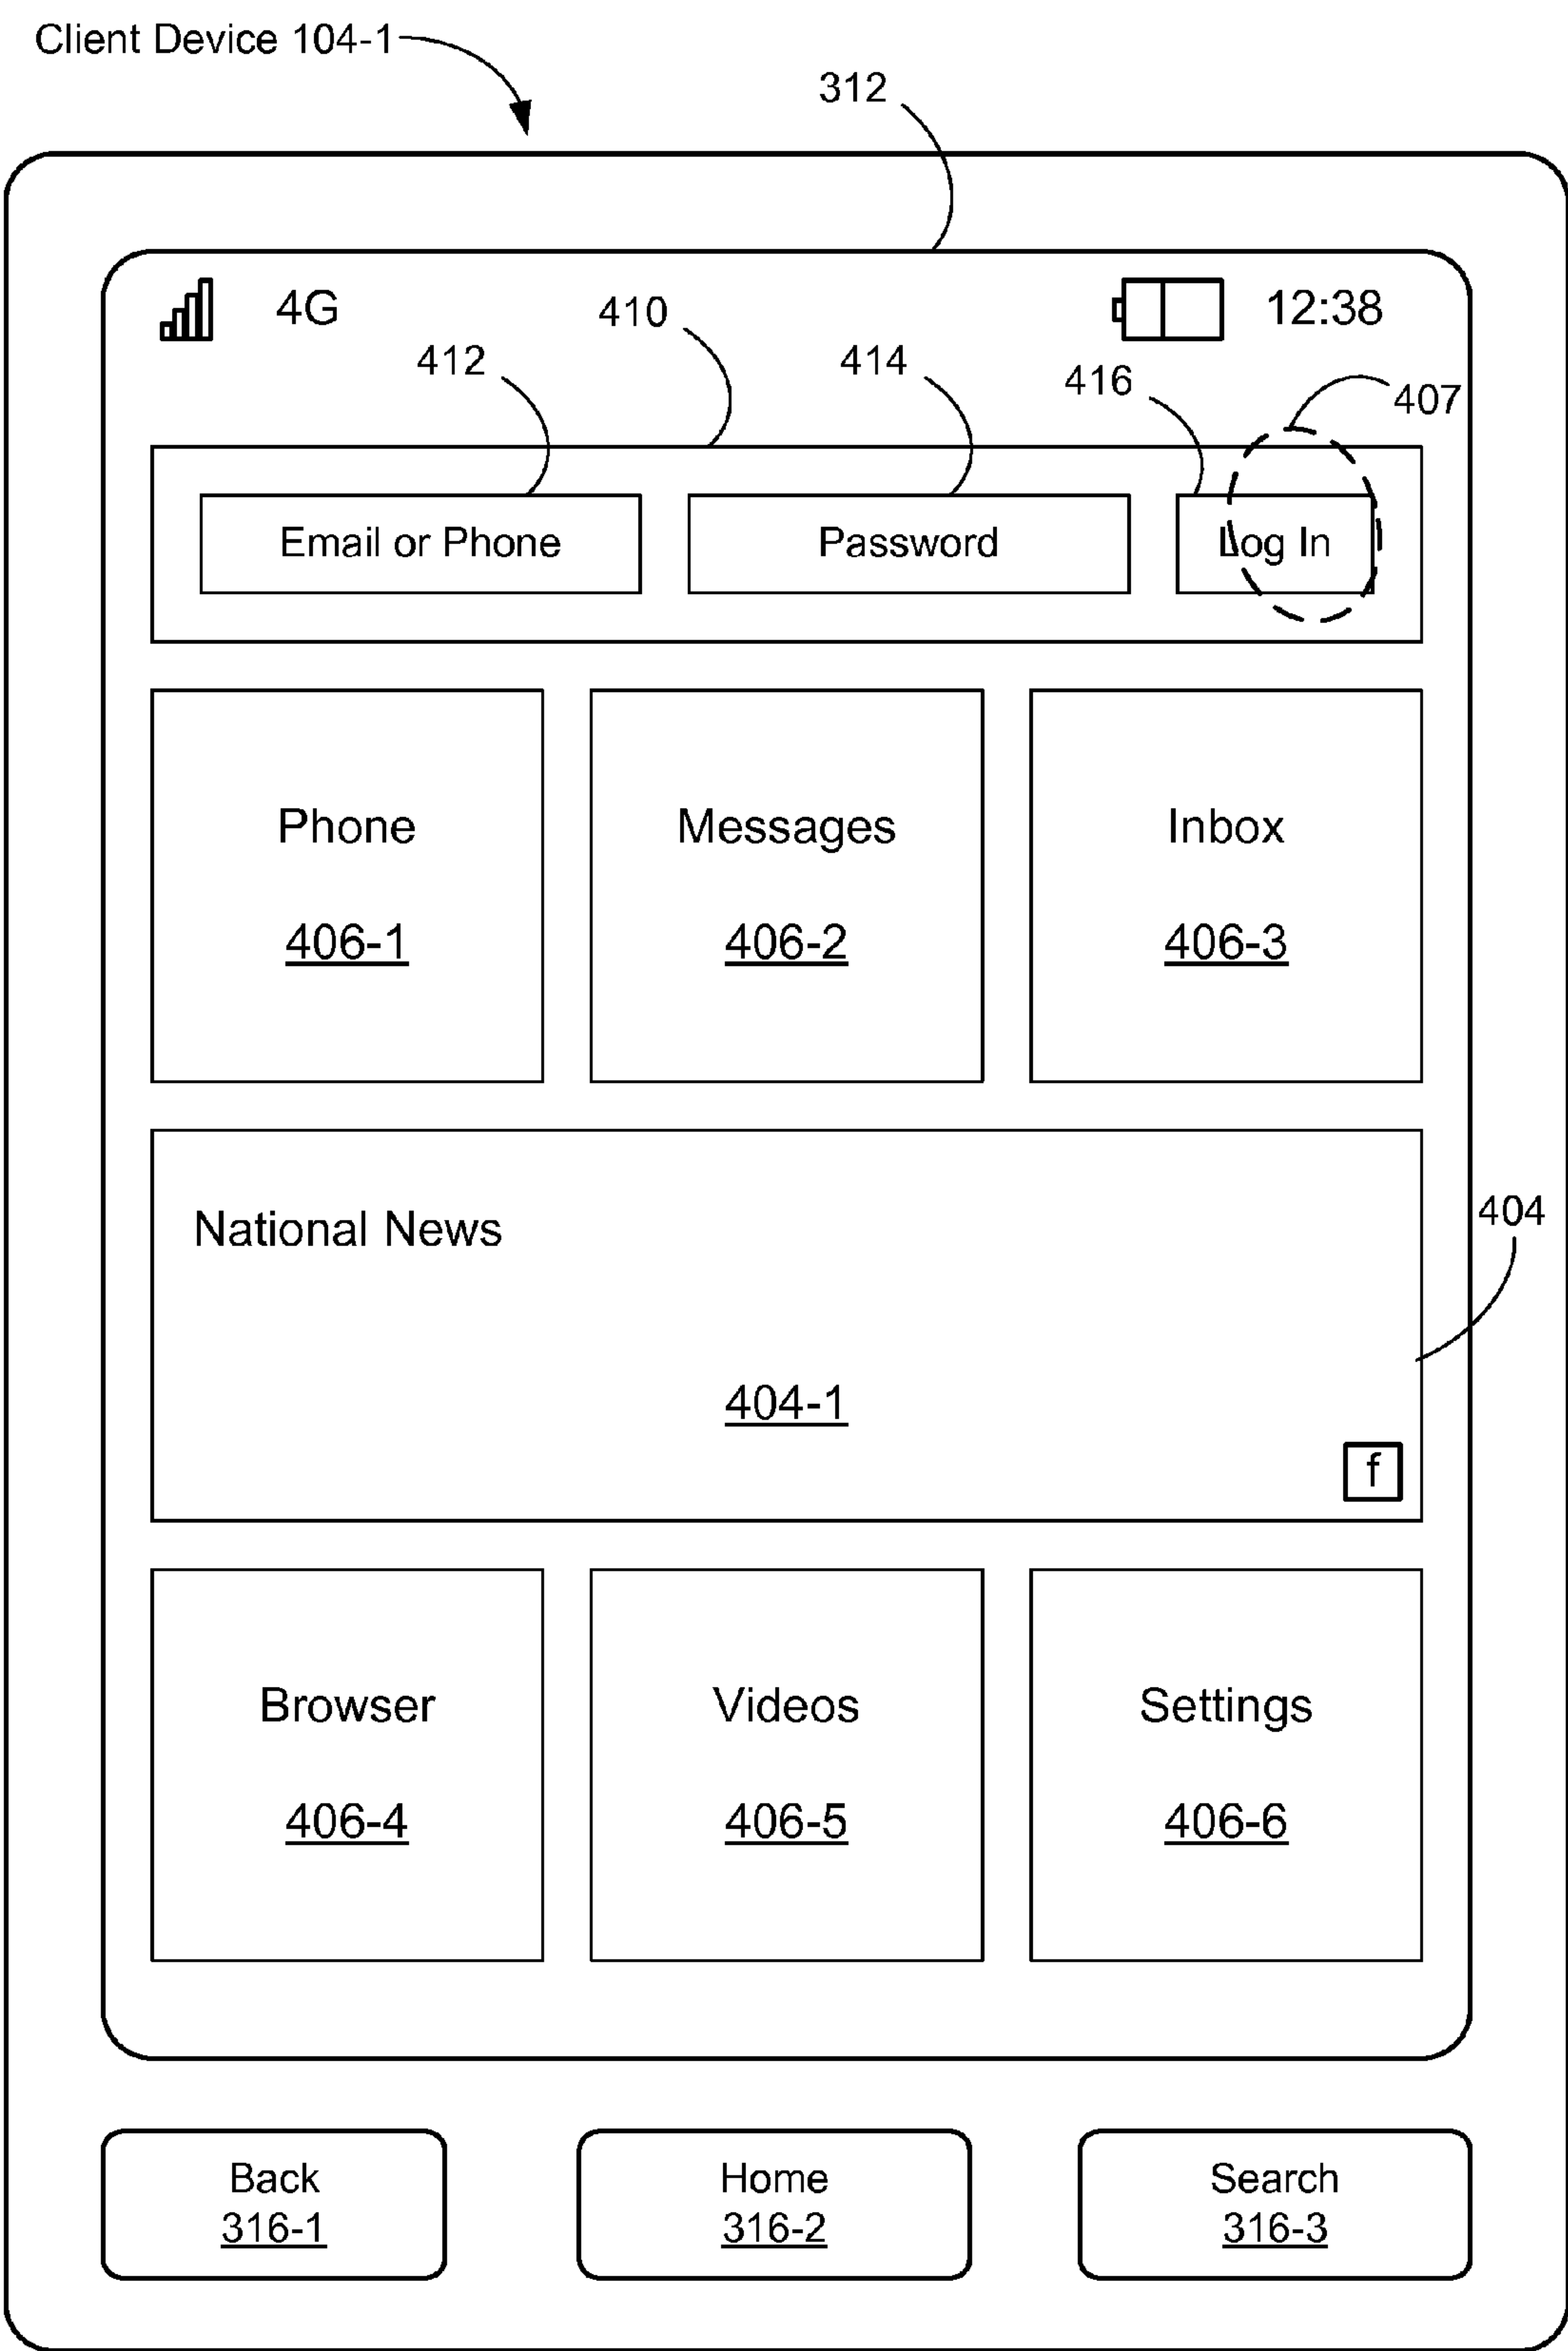 Client Device 104-1
312
4G
410
12:38
412
414
416
407
Email or Phone
Password
Log In
Phone
Messages
Inbox
406-1
406-2
406-3
404
National News
404-1
f
Browser
Videos
Settings
406-4
406-5
406-6
Back
Home
Search
316-1
316-2
316-3